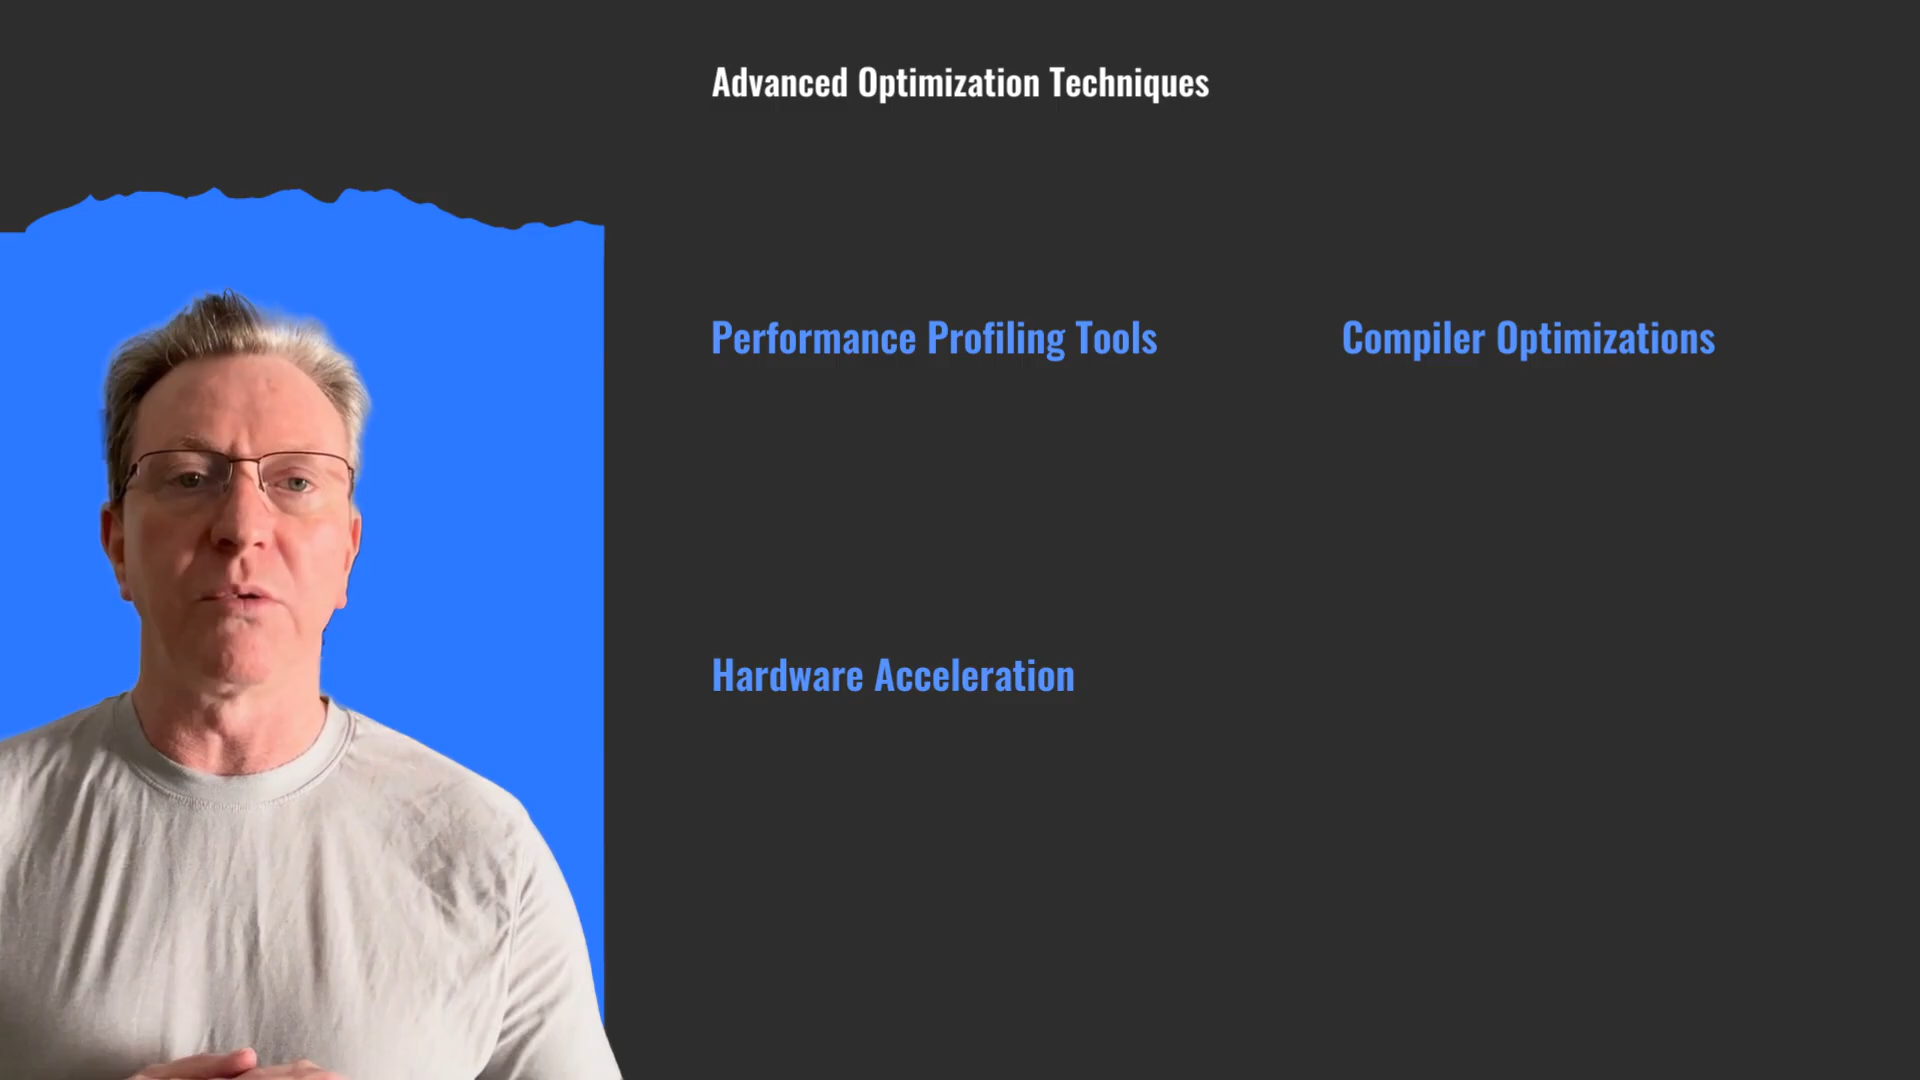 Advanced Optimization Techniques
Performance Profiling Tools
Compiler Optimizations
Hardware Acceleration